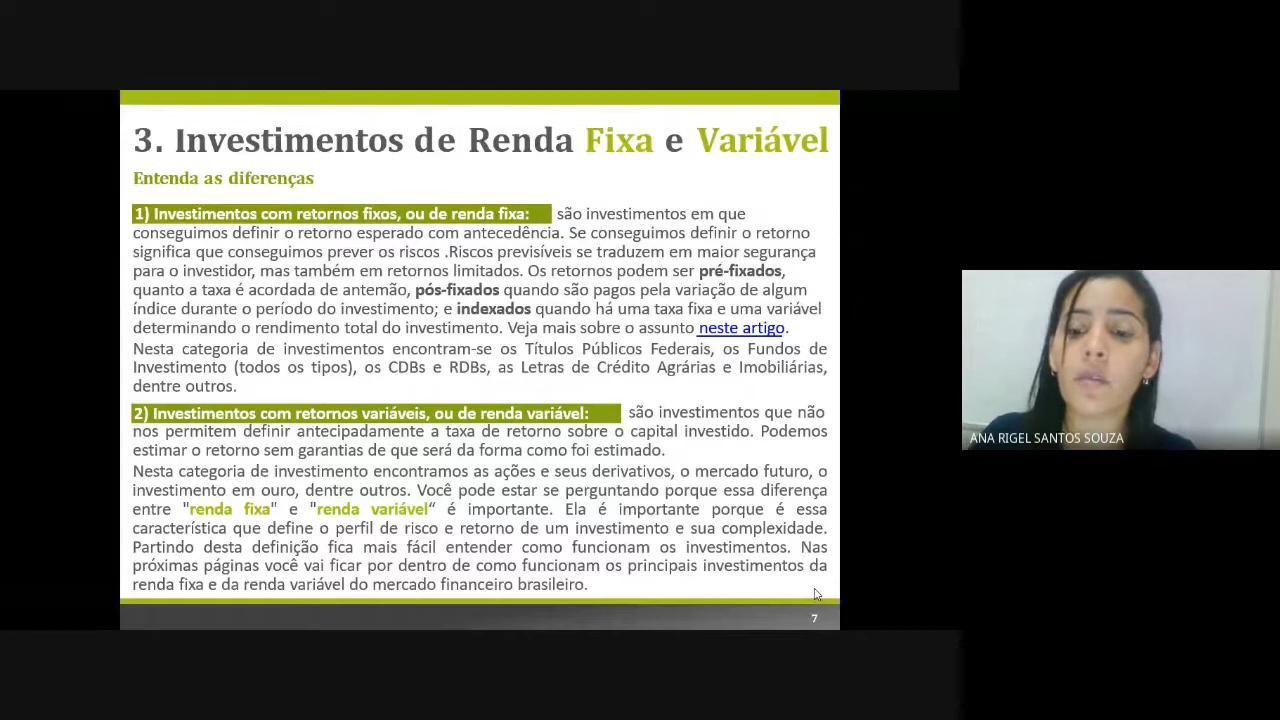 3. Investimentos de Renda Fixa e Variável
Entenda as diferenças
1) Investimentos com retornos fixos, ou de renda fixa: são investimentos em que
conseguimos definir o retorno esperado com antecedência. Se conseguimos definir o retorno
significa que conseguimos prever os riscos .Riscos previsíveis se traduzem em maior segurança
para o investidor, mas também em retornos limitados. Os retornos podem ser pré-fixados,
quanto a taxa é acordada de antemão, pós-fixados quando são pagos pela variação de algum
índice durante o período do investimento; e indexados quando há uma taxa fixa e uma variável
determinando o rendimento total do investimento. Veja mais sobre o assunto neste artigo.
Nesta categoria de investimentos encontram-se os Títulos Públicos Federais, os Fundos de
Investimento (todos os tipos), os CDBs e RDBs, as Letras de Crédito Agrárias e Imobiliárias,
dentre outros.
2) Investimentos com retornos variáveis, ou de renda variável: são investimentos que não
nos permitem definir antecipadamente a taxa de retorno sobre o capital investido. Podemos
estimar o retorno sem garantias de que será da forma como foi estimado.
Nesta categoria de investimento encontramos as ações e seus derivativos, o mercado futuro, o
investimento em ouro, dentre outros. Você pode estar se perguntando porque essa diferença
entre "renda fixa" e "renda variável“ é importante. Ela é importante porque é essa
característica que define o perfil de risco e retorno de um investimento e sua complexidade.
Partindo desta definição fica mais fácil entender como funcionam os investimentos. Nas
próximas páginas você vai ficar por dentro de como funcionam os principais investimentos da
renda fixa e da renda variável do mercado financeiro brasileiro.
7
ANA RIGEL SANTOS SOUZA